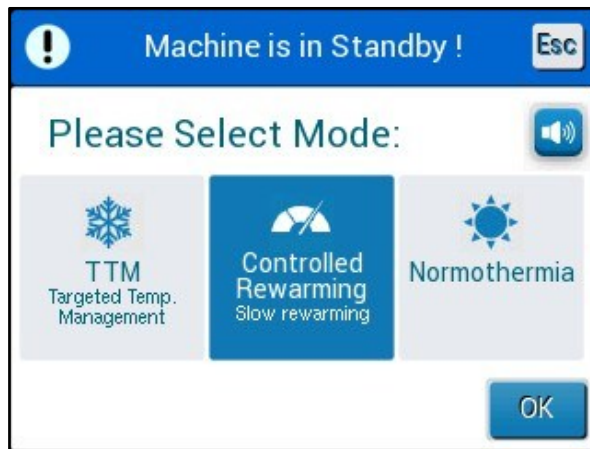 Machine is in Standby !
Esc
Please Select Mode:
TTM
Targeted Temp.
Management
Controlled
Rewarming
Slow rewarming
Normothermia
OK